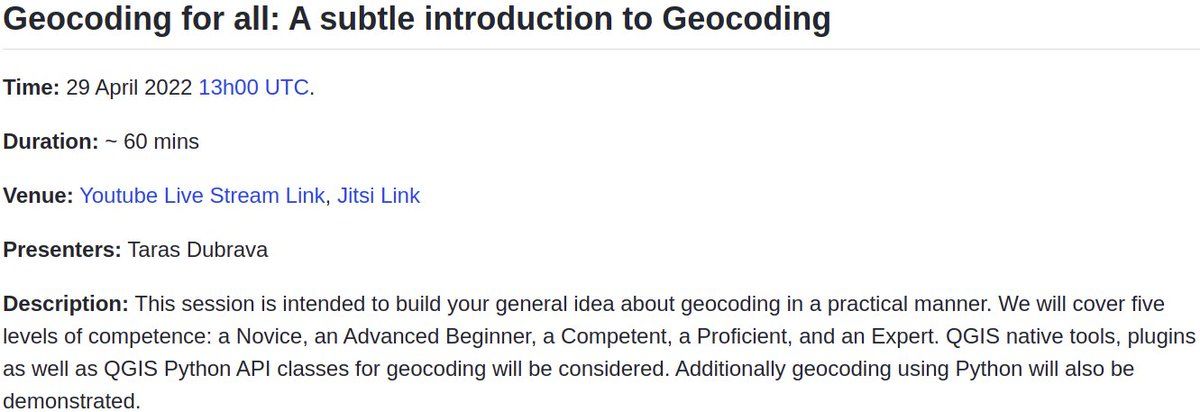 Geocoding for all: A subtle introduction to Geocoding
Time: 29 April 2022 13h00 UTC.
Duration: ~ 60 mins
Venue: Youtube Live Stream Link, Jitsi Link
Presenters: Taras Dubrava
Description: This session is intended to build your general idea about geocoding in a practical manner. We will cover five
levels of competence: a Novice, an Advanced Beginner, a Competent, a Proficient, and an Expert. QGIS native tools, plugins
as well as QGIS Python API classes for geocoding will be considered. Additionally geocoding using Python will also be
demonstrated.